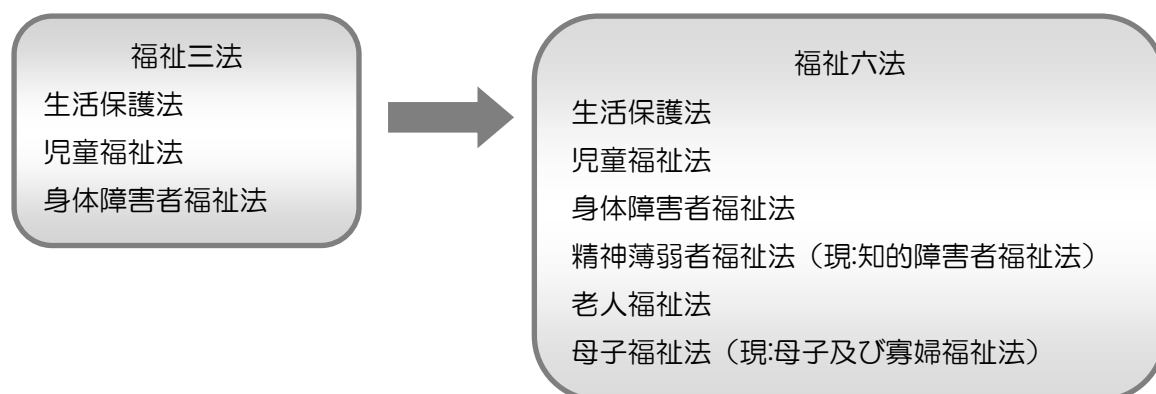 福祉三法
生活保護法
児童福祉法
身体障害者福祉法
福祉六法
生活保護法
児童福祉法
身体障害者福祉法
精神薄弱者福祉法（現:知的障害者福祉法）
老人福祉法
母子福祉法（現:母子及び寡婦福祉法）